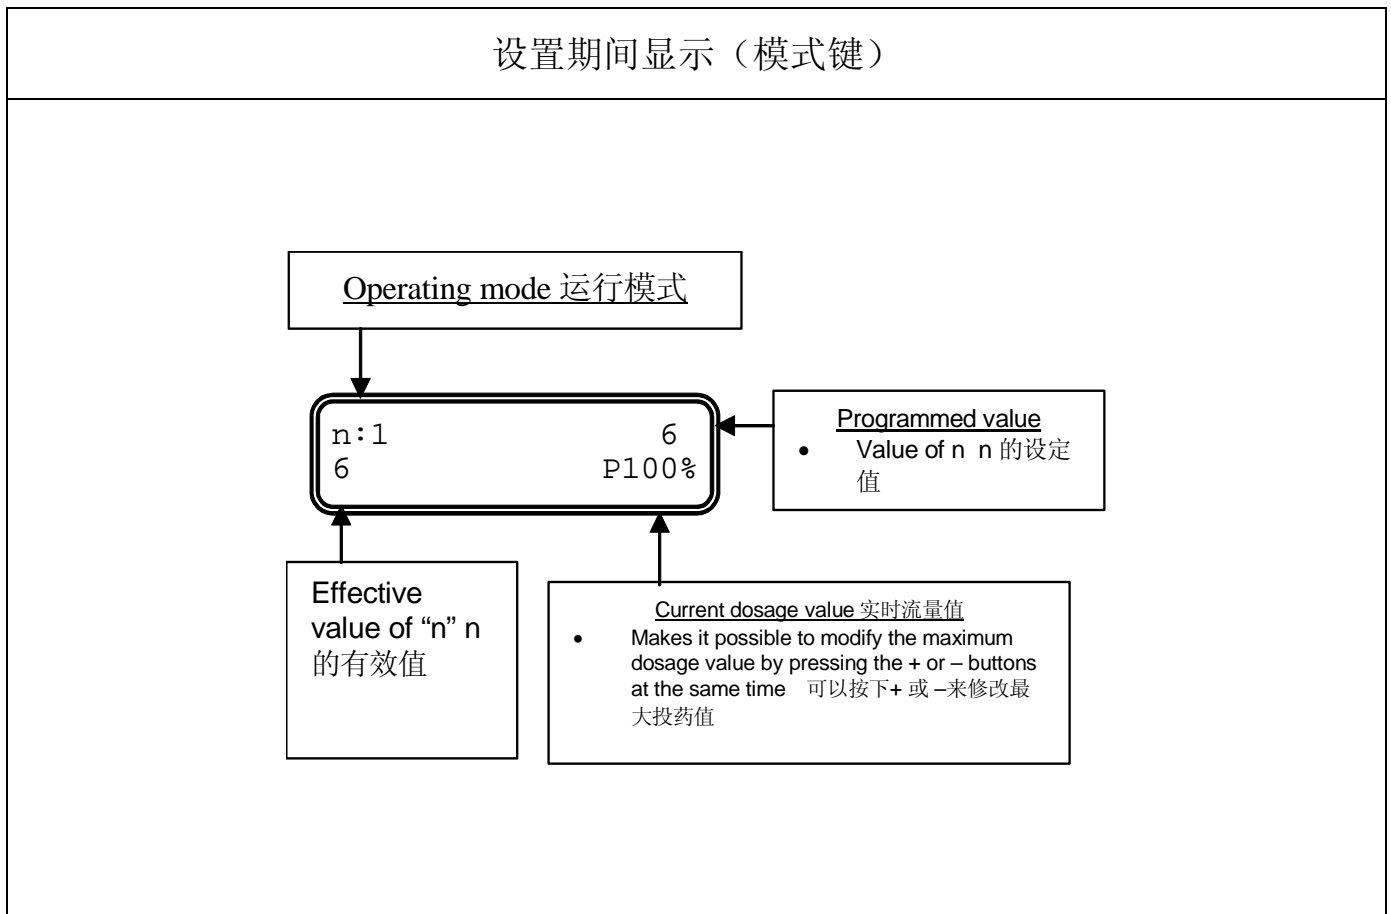 设置期间显示（模式键）
Operating mode 运行模式
n:1 6
6 P100%
Programmed value
• Value of n n 的设定
值
Effective
value of “n” n
的有效值
Current dosage value 实时流量值
• Makes it possible to modify the maximum
dosage value by pressing the + or – buttons
at the same time 可以按下+ 或 –来修改最
大投药值